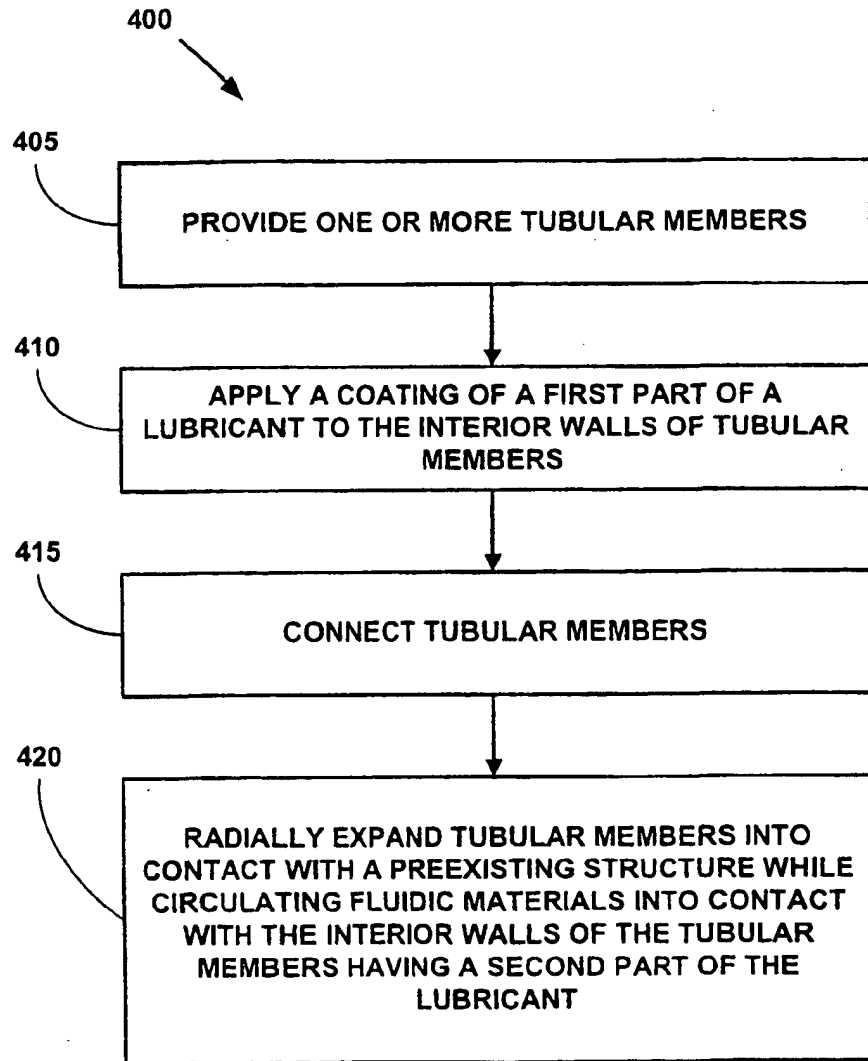 400
405
PROVIDE ONE OR MORE TUBULAR MEMBERS
410
APPLY A COATING OF A FIRST PART OF A
LUBRICANT TO THE INTERIOR WALLS OF TUBULAR
MEMBERS
415
CONNECT TUBULAR MEMBERS
420
RADIALLY EXPAND TUBULAR MEMBERS INTO
CONTACT WITH A PREEXISTING STRUCTURE WHILE
CIRCULATING FLUIDIC MATERIALS INTO CONTACT
WITH THE INTERIOR WALLS OF THE TUBULAR
MEMBERS HAVING A SECOND PART OF THE
LUBRICANT